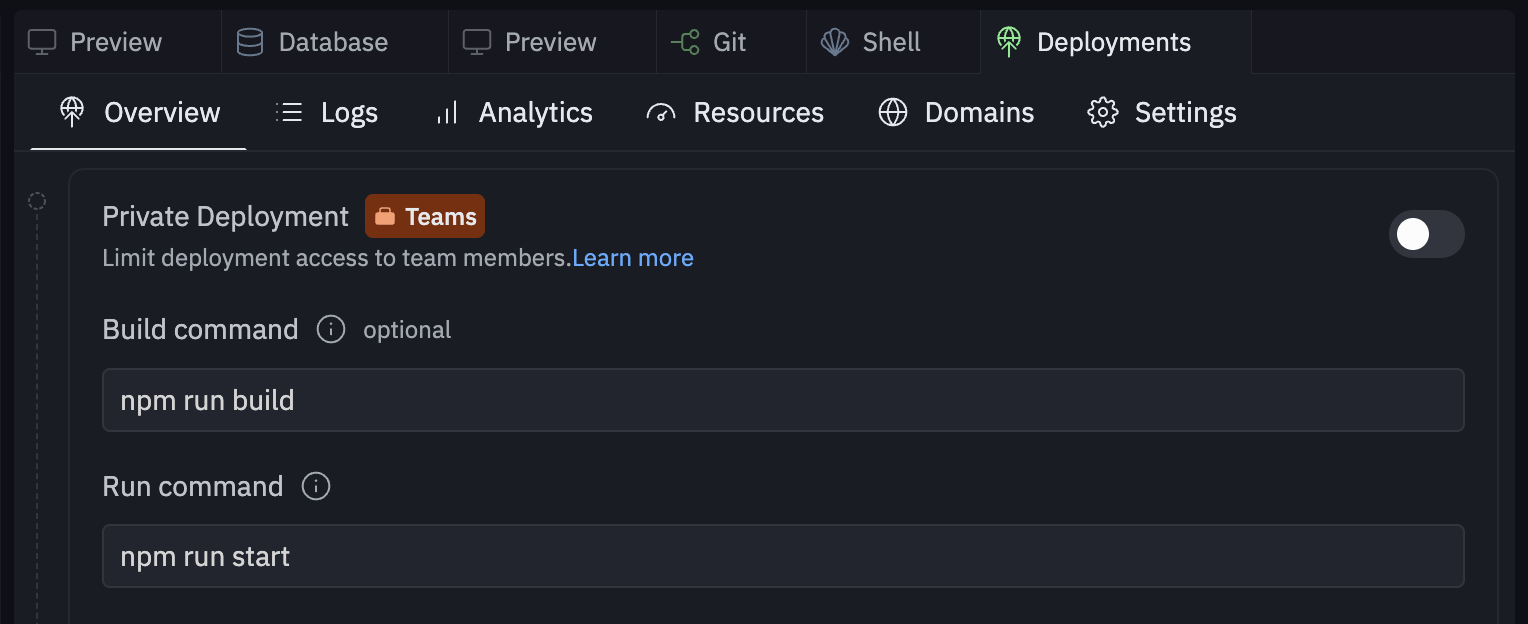 Preview Database Preview Git Shell Deployments
Overview Logs Analytics Resources Domains Settings
Private Deployment Teams
Limit deployment access to team members.Learn more
Build command optional
npm run build
Run command
npm run start